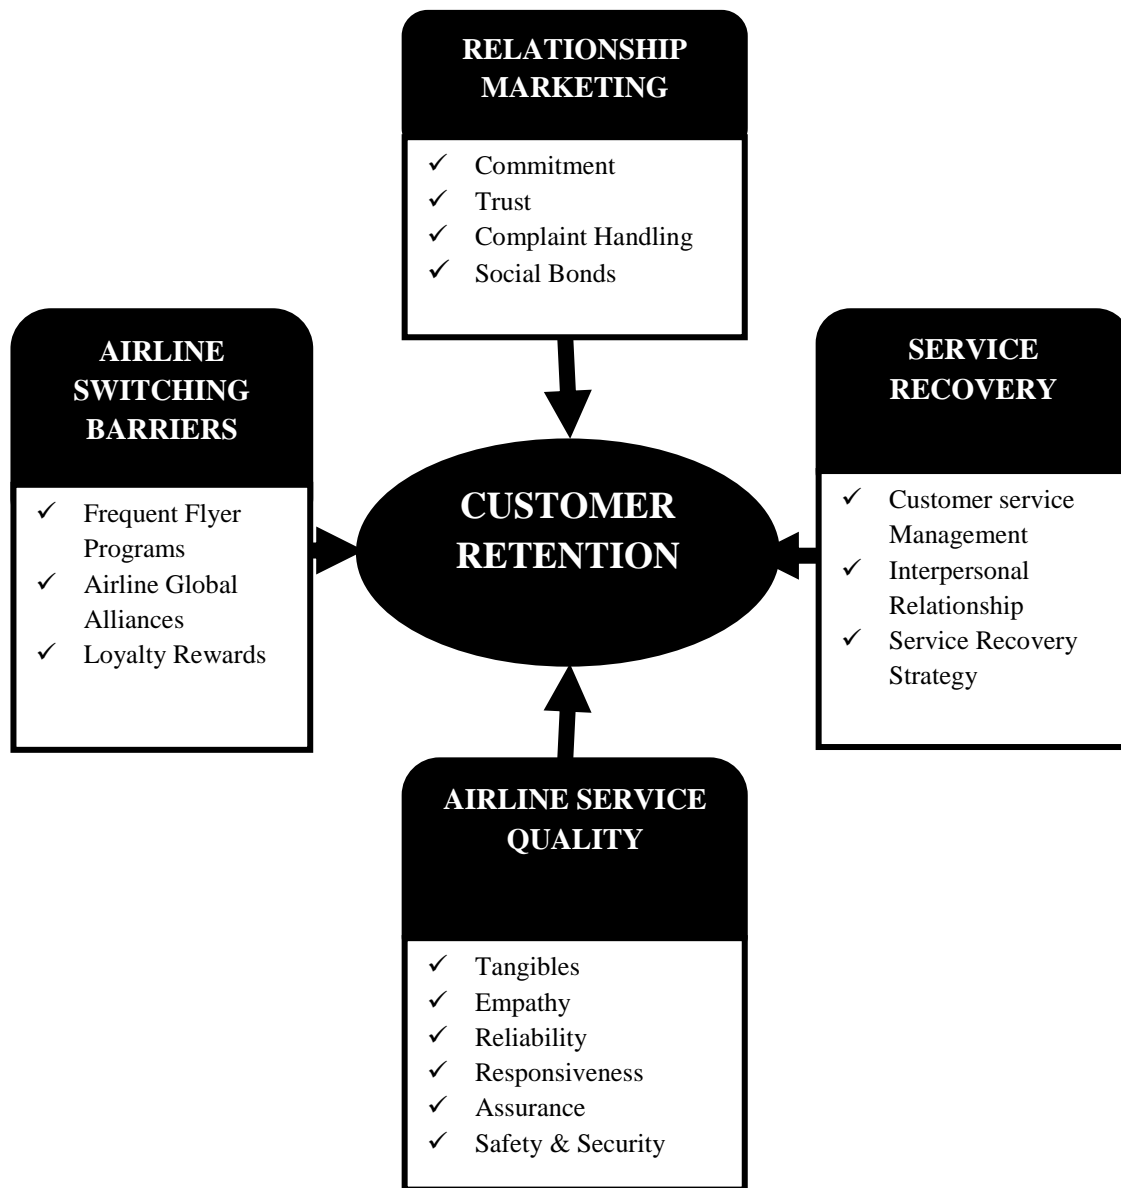 RELATIONSHIP
MARKETING
✓ Commitment
✓ Trust
✓ Complaint Handling
✓ Social Bonds
AIRLINE
SWITCHING
BARRIERS
✓ Frequent Flyer
Programs
✓ Airline Global
Alliances
✓ Loyalty Rewards
CUSTOMER
RETENTION
SERVICE
RECOVERY
✓ Customer service
Management
✓ Interpersonal
Relationship
✓ Service Recovery
Strategy
AIRLINE SERVICE
QUALITY
✓ Tangibles
✓ Empathy
✓ Reliability
✓ Responsiveness
✓ Assurance
✓ Safety & Security